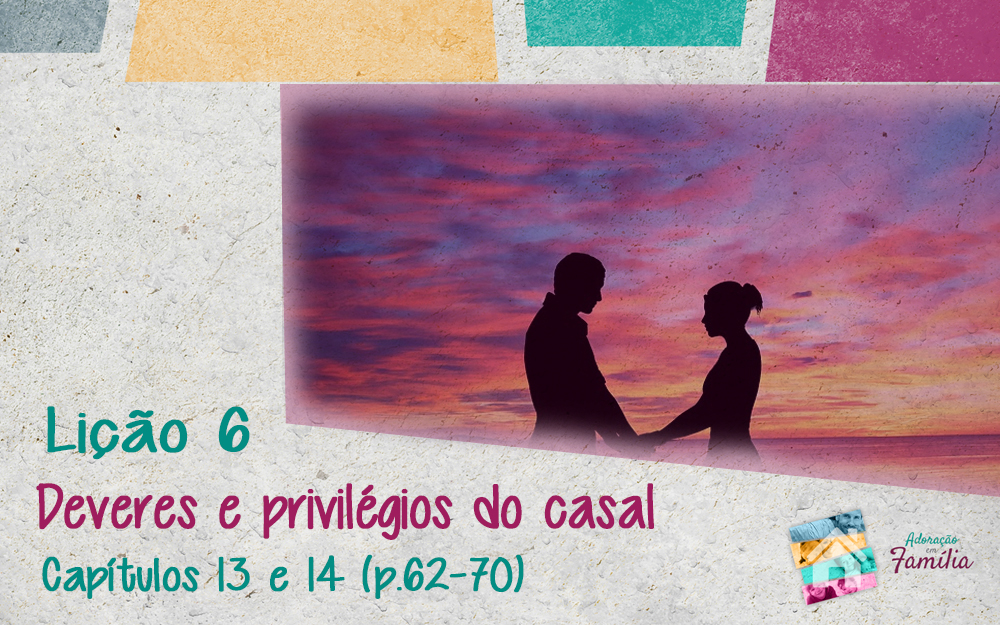 Lição 6
Deveres e privilégios do casal
Capítulos 13 e 14 (p.62-70)
Adoração
em
Família